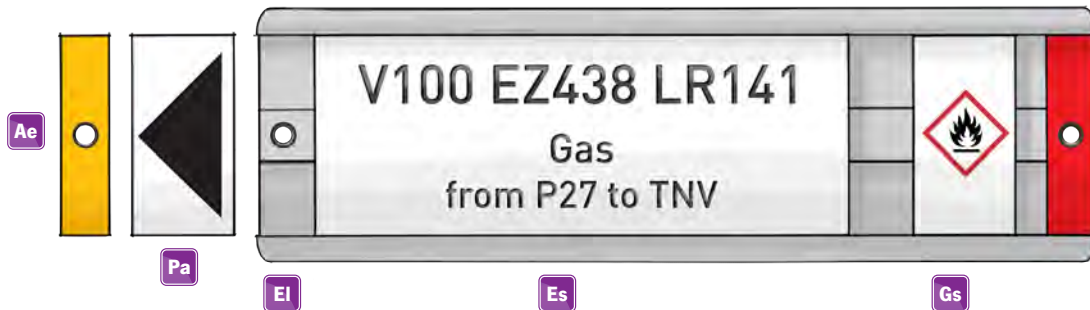 V100 EZ438 LR141
Gas
from P27 to TNV
Ae
Pa
El
Es
Gs